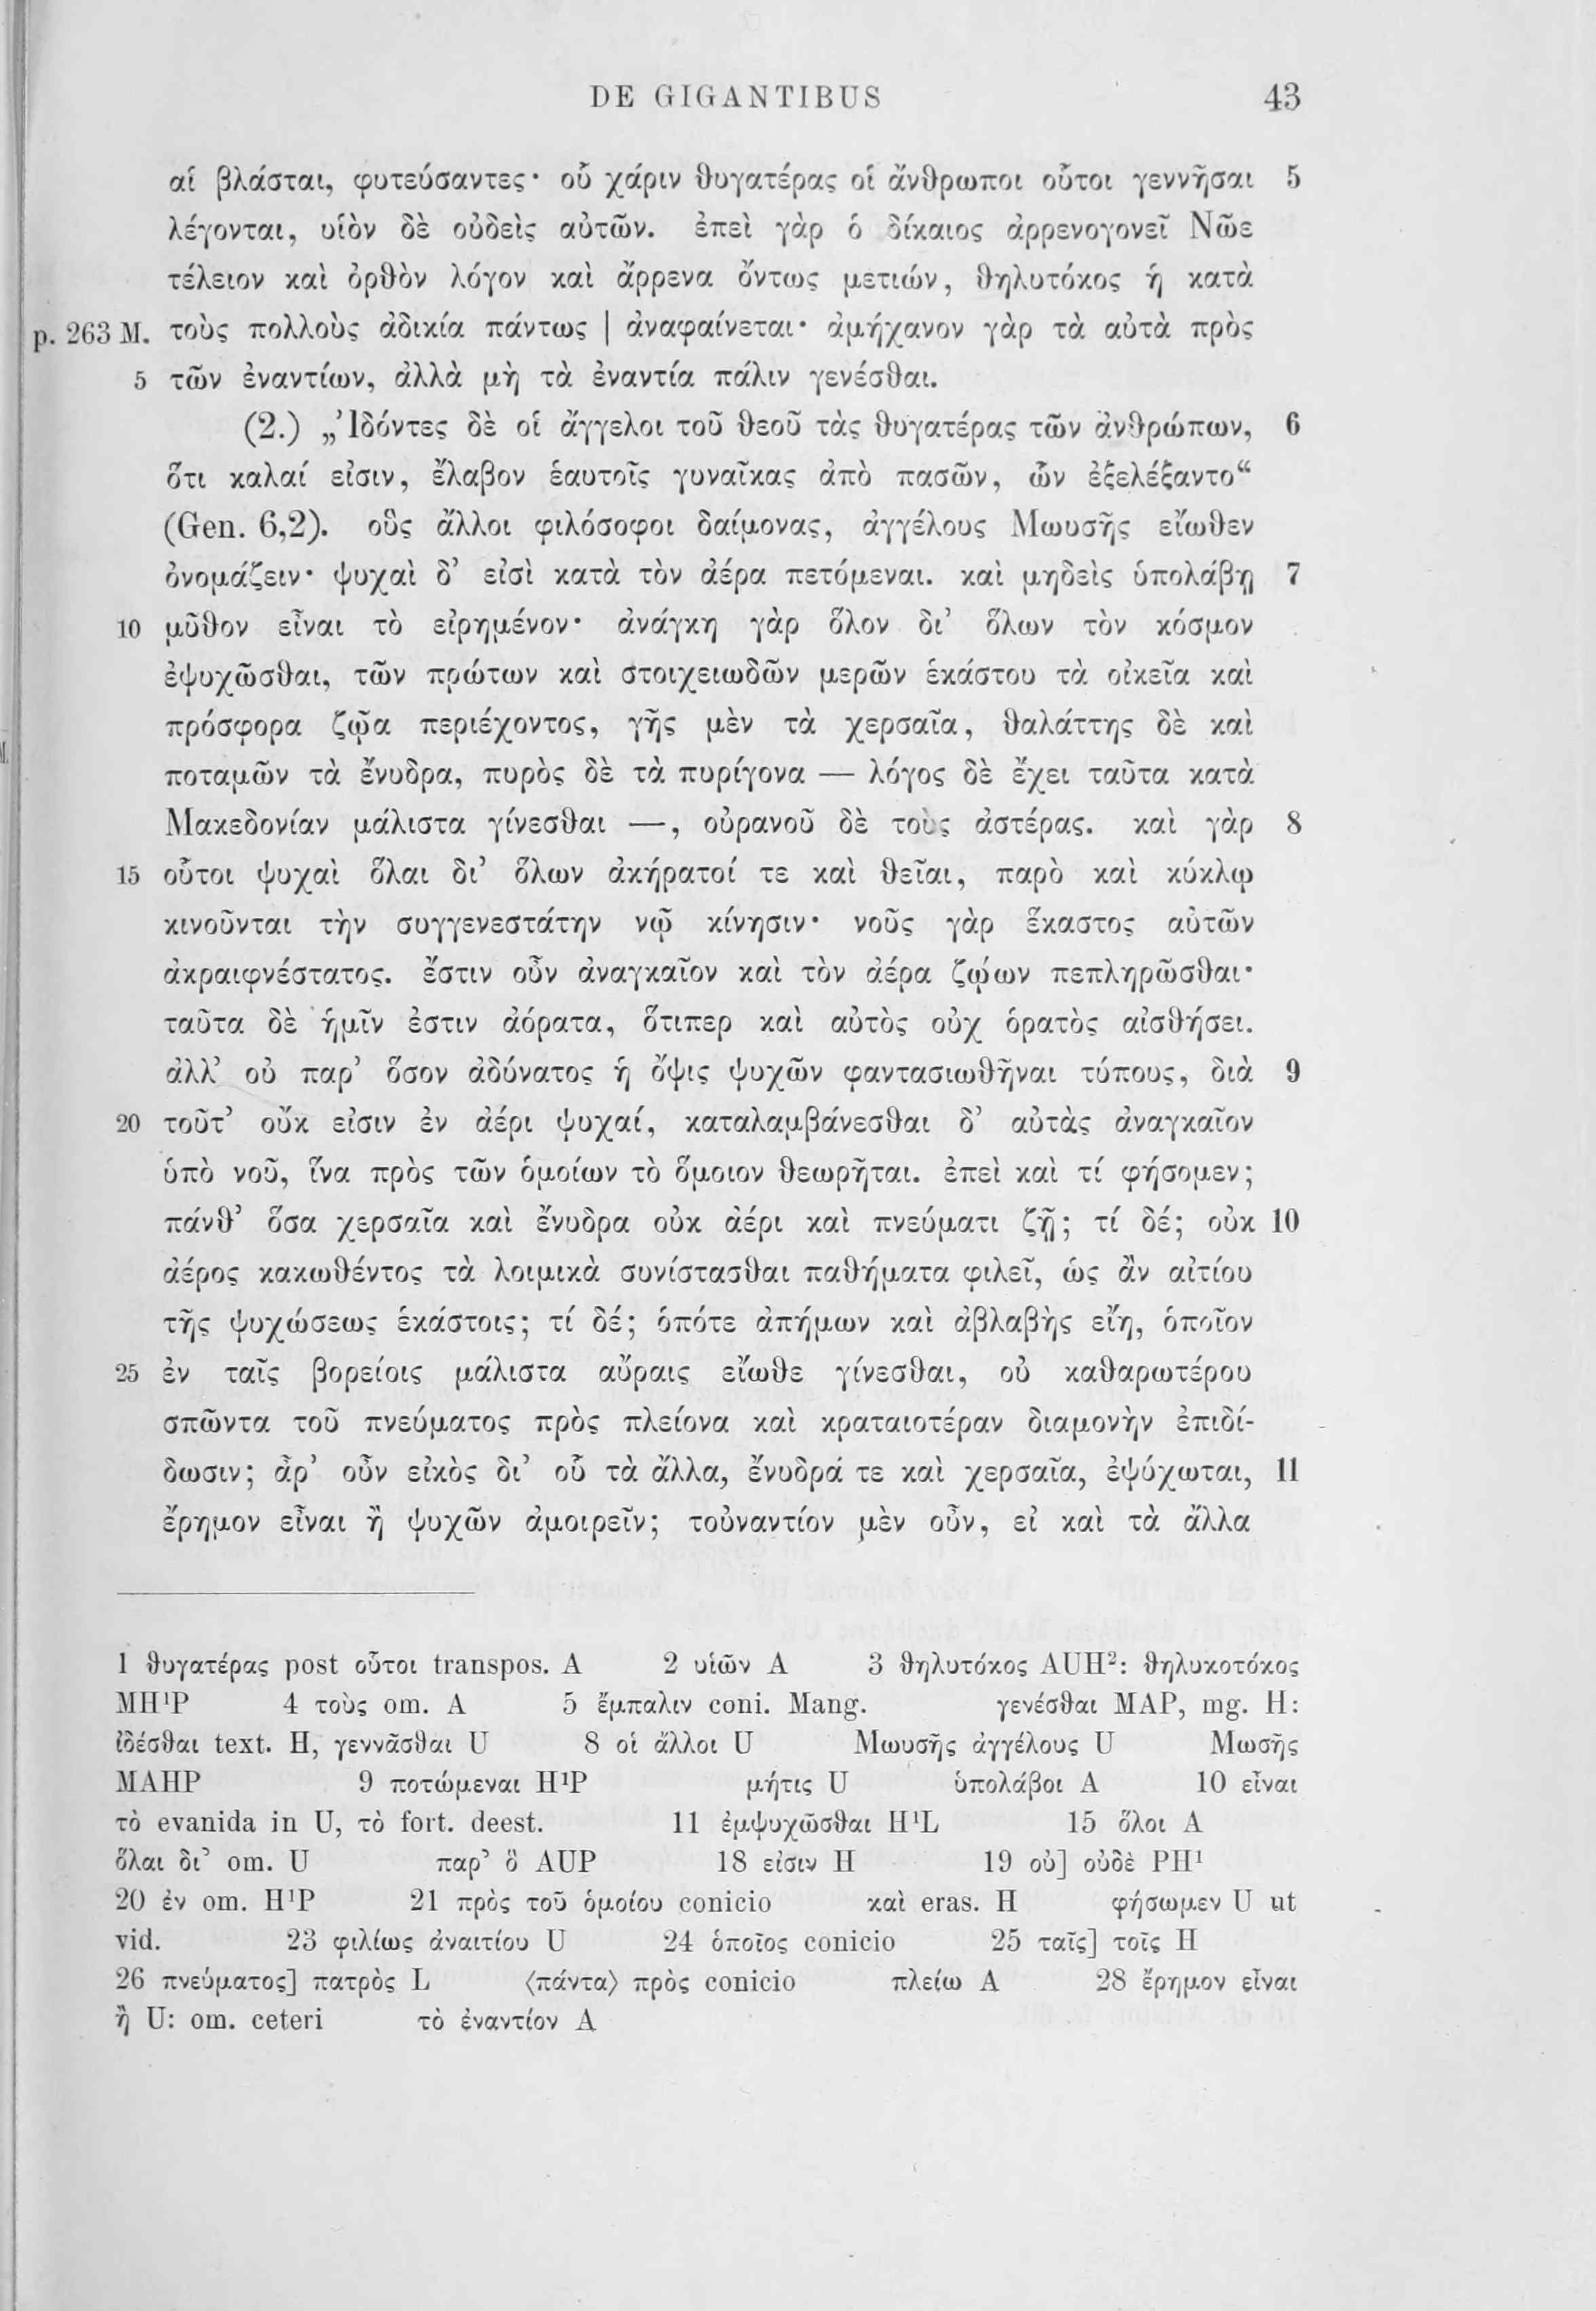 DE GIGANTIBUS 43
αἱ βλάσται, φυτεύσαντες· οὗ χάριν θυγατέρας οἱ ἄνθρωποι οὗτοι γεννῆσαι 5
λέγονται, υἱὸν δὲ οὐδεὶς αὐτῶν. ἐπεὶ γὰρ ὁ δίκαιος ἀρρενογονεῖ Νῶε
τέλειον καὶ ὀρθὸν λόγον καὶ ἄρρενα ὄντως μετιών, θηλυτόκος ἡ κατὰ
p. 263 M. τοὺς πολλοὺς ἀδικία πάντως | ἀναφαίνεται· ἀμήχανον γὰρ τὰ αὐτὰ πρὸς
5 τῶν ἐναντίων, ἀλλὰ μὴ τὰ ἐναντία πάλιν γενέσθαι.
(2.) „Ἰδόντες δὲ οἱ ἄγγελοι τοῦ θεοῦ τὰς θυγατέρας τῶν ἀνθρώπων, 6
ὅτι καλαί εἰσιν, ἔλαβον ἑαυτοῖς γυναῖκας ἀπὸ πασῶν, ὧν ἐξελέξαντο“
(Gen. 6,2). οὓς ἄλλοι φιλόσοφοι δαίμονας, ἀγγέλους Μωυσῆς εἴωθεν
ὀνομάζειν· ψυχαὶ δ’ εἰσὶ κατὰ τὸν ἀέρα πετόμεναι. καὶ μηδεὶς ὑπολάβῃ 7
10 μῦθον εἶναι τὸ εἰρημένον· ἀνάγκη γὰρ ὅλον δι’ ὅλων τὸν κόσμον
ἐψυχῶσθαι, τῶν πρώτων καὶ στοιχειωδῶν μερῶν ἑκάστου τὰ οἰκεῖα καὶ
πρόσφορα ζῷα περιέχοντος, γῆς μὲν τὰ χερσαῖα, θαλάττης δὲ καὶ
ποταμῶν τὰ ἔνυδρα, πυρὸς δὲ τὰ πυρίγονα — λόγος δὲ ἔχει ταῦτα κατὰ
Μακεδονίαν μάλιστα γίνεσθαι —, οὐρανοῦ δὲ τοὺς ἀστέρας. καὶ γὰρ 8
15 οὗτοι ψυχαὶ ὅλαι δι’ ὅλων ἀκήρατοί τε καὶ θεῖαι, παρὸ καὶ κύκλῳ
κινοῦνται τὴν συγγενεστάτην νῷ κίνησιν· νοῦς γὰρ ἕκαστος αὐτῶν
ἀκραιφνέστατος. ἔστιν οὖν ἀναγκαῖον καὶ τὸν ἀέρα ζῴων πεπληρῶσθαι·
ταῦτα δὲ ἡμῖν ἐστιν ἀόρατα, ὅτιπερ καὶ αὐτὸς οὐχ ὁρατὸς αἰσθήσει.
ἀλλ’ οὐ παρ’ ὅσον ἀδύνατος ἡ ὄψις ψυχῶν φαντασιωθῆναι τύπους, διὰ 9
20 τοῦτ’ οὔκ εἰσιν ἐν ἀέρι ψυχαί, καταλαμβάνεσθαι δ’ αὐτὰς ἀναγκαῖον
ὑπὸ νοῦ, ἵνα πρὸς τῶν ὁμοίων τὸ ὅμοιον θεωρῆται. ἐπεὶ καὶ τί φήσομεν;
πάνθ’ ὅσα χερσαῖα καὶ ἔνυδρα οὐκ ἀέρι καὶ πνεύματι ζῇ; τί δέ; οὐκ 10
ἀέρος κακωθέντος τὰ λοιμικὰ συνίστασθαι παθήματα φιλεῖ, ὡς ἂν αἰτίου
τῆς ψυχώσεως ἑκάστοις; τί δέ; ὁπότε ἀπήμων καὶ ἀβλαβὴς εἴη, ὁποῖον
25 ἐν ταῖς βορείοις μάλιστα αὔραις εἴωθε γίνεσθαι, οὐ καθαρωτέρου
σπῶντα τοῦ πνεύματος πρὸς πλείονα καὶ κραταιοτέραν διαμονὴν ἐπιδί-
δωσιν; ἆρ’ οὖν εἰκὸς δι’ οὗ τὰ ἄλλα, ἔνυδρά τε καὶ χερσαῖα, ἐψύχωται, 11
ἔρημον εἶναι ἢ ψυχῶν ἀμοιρεῖν; τοὐναντίον μὲν οὖν, εἰ καὶ τὰ ἄλλα
1 θυγατέρας post οὗτοι transpos. A 2 υἱῶν A 3 θηλυτόκος AUH²: θηλυκοτόκος
MH¹P 4 τοὺς om. A 5 ἔμπαλιν coni. Mang. γενέσθαι MAP, mg. H:
ἰδέσθαι text. H, γεννᾶσθαι U 8 οἱ ἄλλοι U Μωυσῆς ἀγγέλους U Μωσῆς
MAHP 9 ποτώμεναι H¹P μήτις U ὑπολάβοι A 10 εἶναι
τὸ evanida in U, τὸ fort. deest. 11 ἐμψυχῶσθαι H¹L 15 ὅλοι A
ὅλαι δι’ om. U παρ’ ὃ AUP 18 εἰσιν H 19 οὐ] οὐδὲ PH¹
20 ἐν om. H¹P 21 πρὸς τοῦ ὁμοίου conicio καὶ eras. H φήσωμεν U ut
vid. 23 φιλίως ἀναιτίου U 24 ὁποῖος conicio 25 ταῖς] τοῖς H
26 πνεύματος] πατρὸς L ⟨πάντα⟩ πρὸς conicio πλείω A 28 ἔρημον εἶναι
ἢ U: om. ceteri τὸ ἐναντίον A